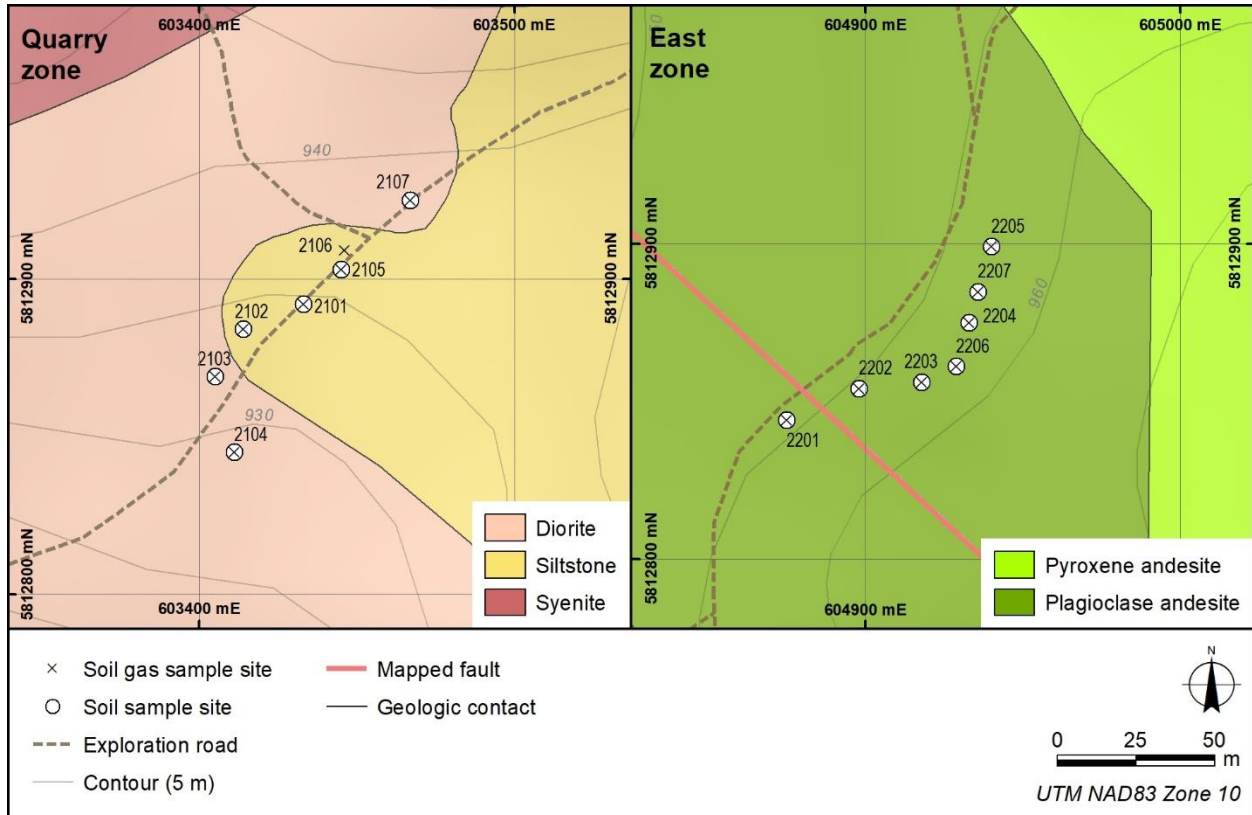 603400 mE
603500 mE
Quarry
zone
940
2107
2106
2105
2101
2102
2103
930
2104
5812900 mN
5812900 mN
5812800 mN
603400 mE
Diorite
Siltstone
Syenite
604900 mE
605000 mE
East
zone
5812900 mN
5812900 mN
2205
2207
960
2204
2206
2203
2202
2201
5812800 mN
604900 mE
Pyroxene andesite
Plagioclase andesite
Soil gas sample site
Soil sample site
Exploration road
Contour (5 m)
Mapped fault
Geologic contact
N
0 25 50
m
UTM NAD83 Zone 10